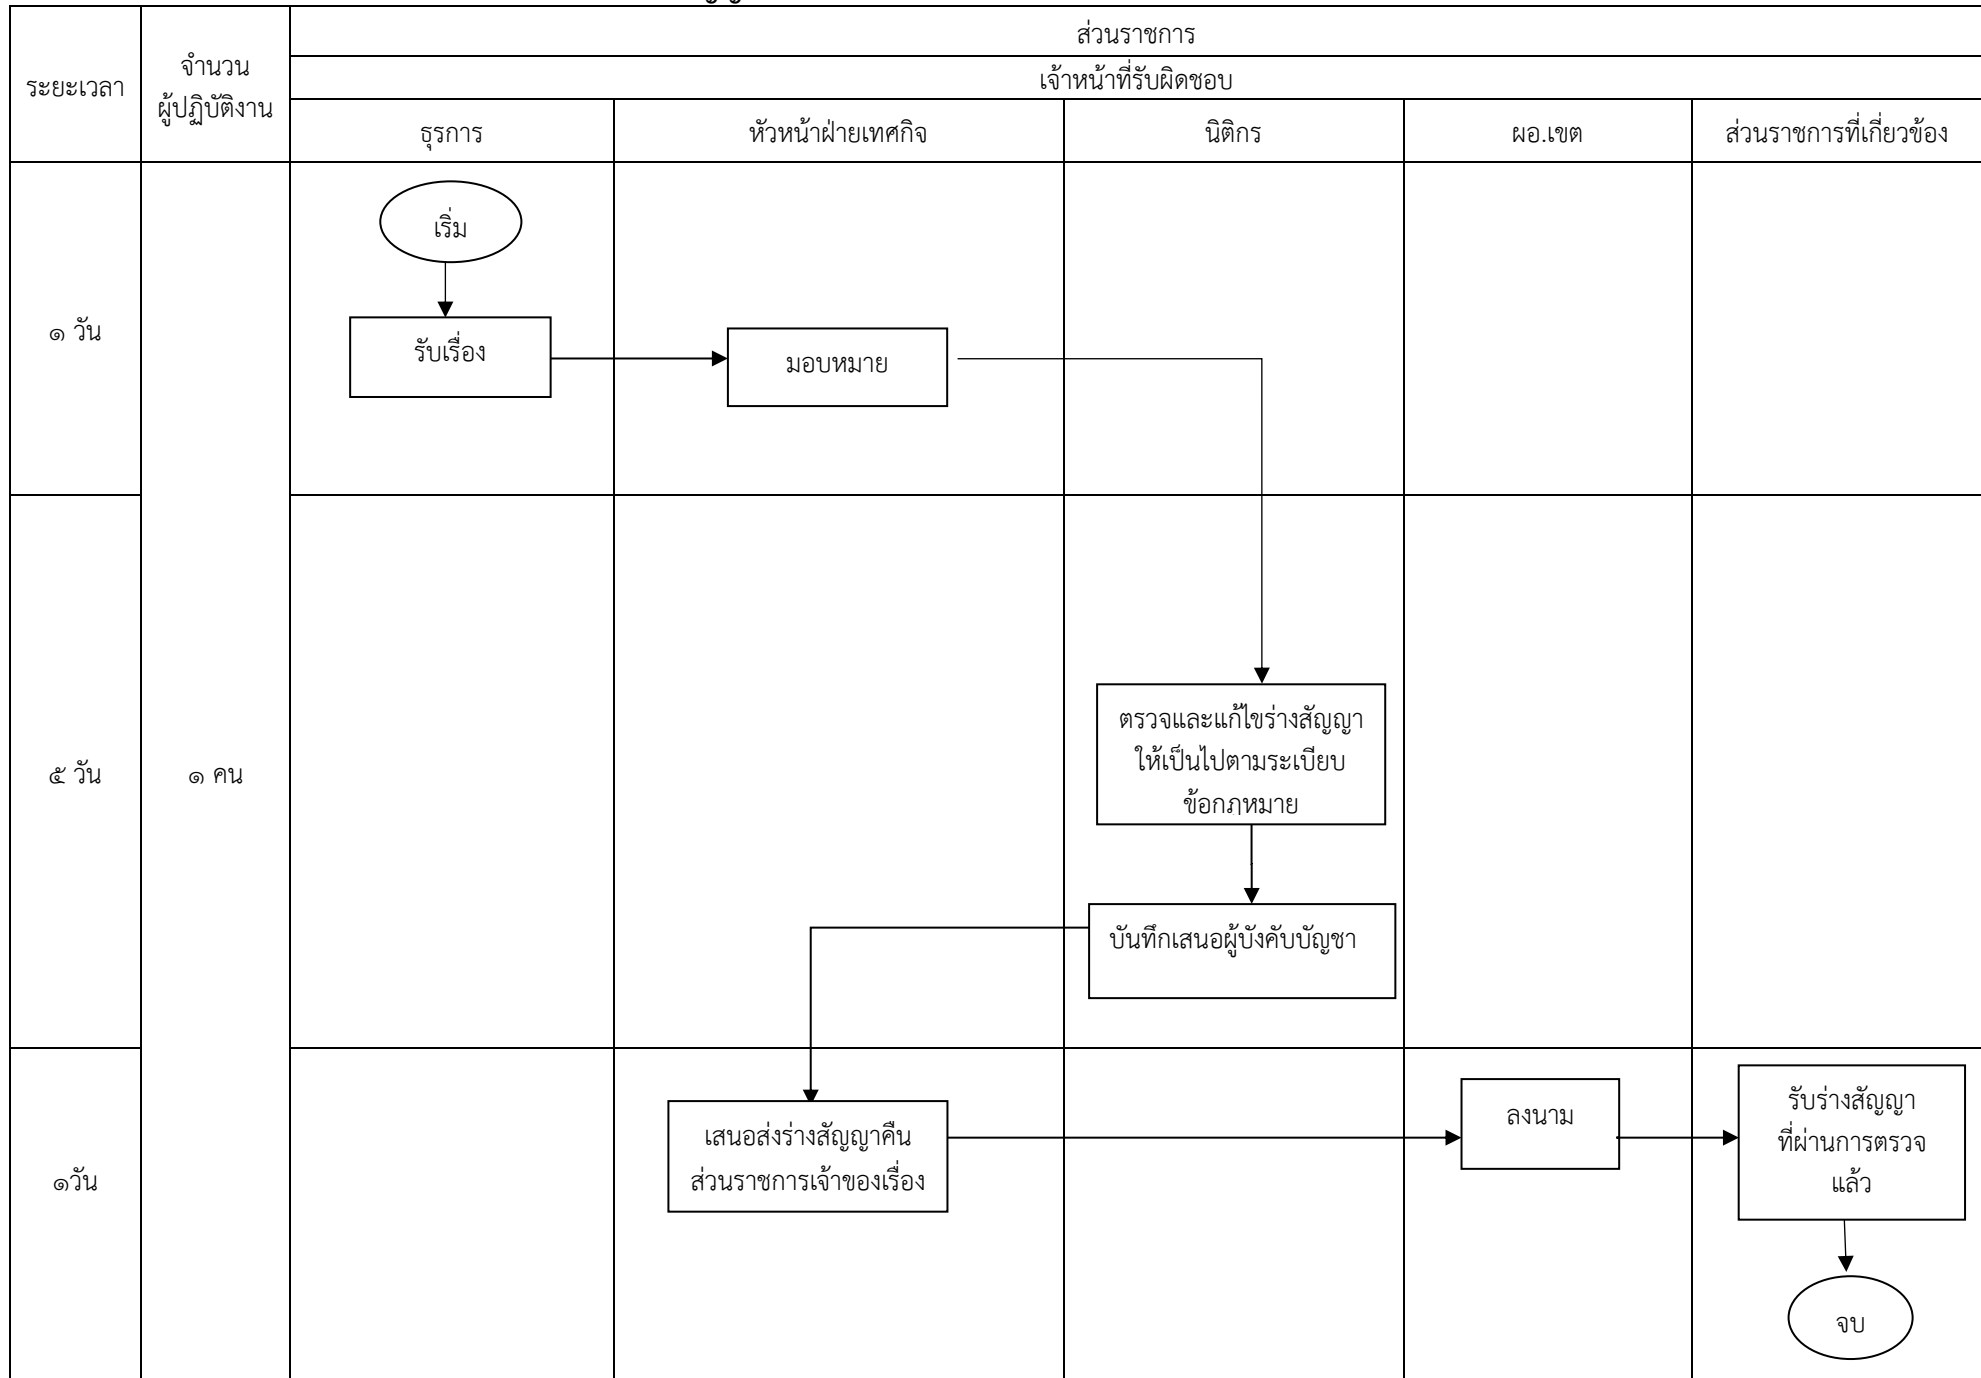 ส่วนราชการ
ระยะเวลา
จำนวน
ผู้ปฏิบัติงาน
เจ้าหน้าที่รับผิดชอบ
ธุรการ
หัวหน้าฝ่ายเทศกิจ
นิติกร
ผอ.เขต
ส่วนราชการที่เกี่ยวข้อง
๑ วัน
เริ่ม
รับเรื่อง
มอบหมาย
๕ วัน
๑ คน
ตรวจและแก้ไขร่างสัญญา
ให้เป็นไปตามระเบียบ
ข้อกฎหมาย
บันทึกเสนอผู้บังคับบัญชา
๑วัน
เสนอส่งร่างสัญญาคืน
ส่วนราชการเจ้าของเรื่อง
ลงนาม
รับร่างสัญญา
ที่ผ่านการตรวจ
แล้ว
จบ